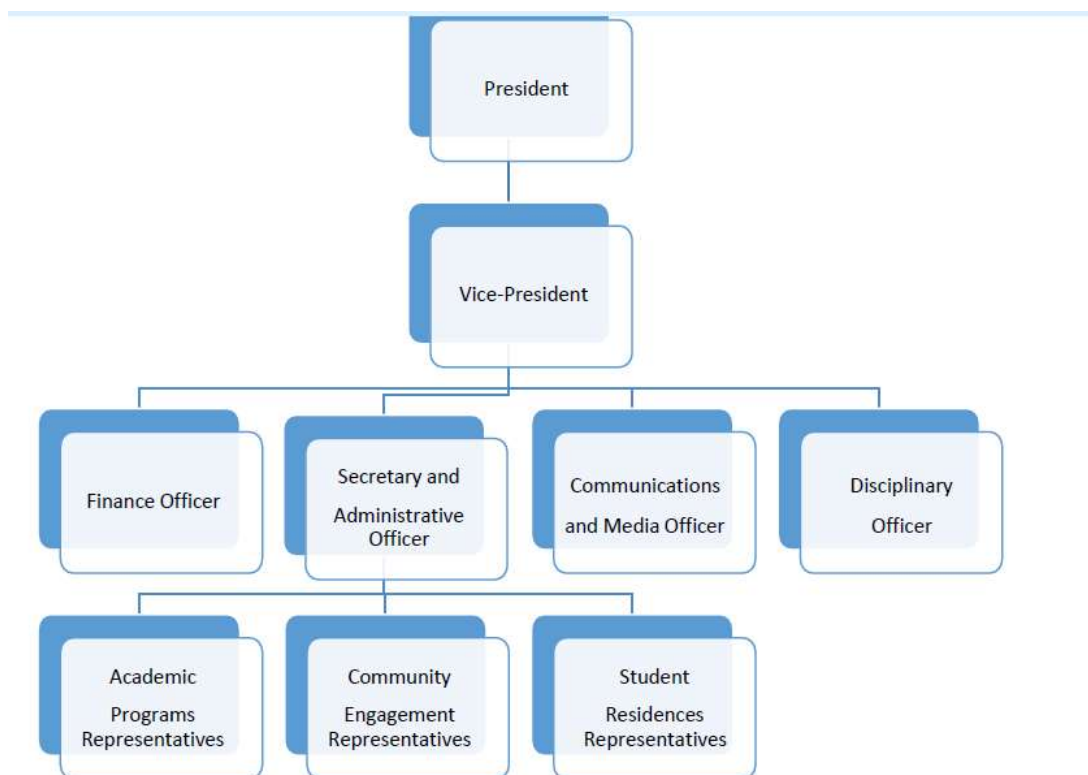 President
Vice-President
Finance Officer
Secretary and
Administrative
Officer
Communications
and Media Officer
Disciplinary
Officer
Academic
Programs
Representatives
Community
Engagement
Representatives
Student
Residences
Representatives